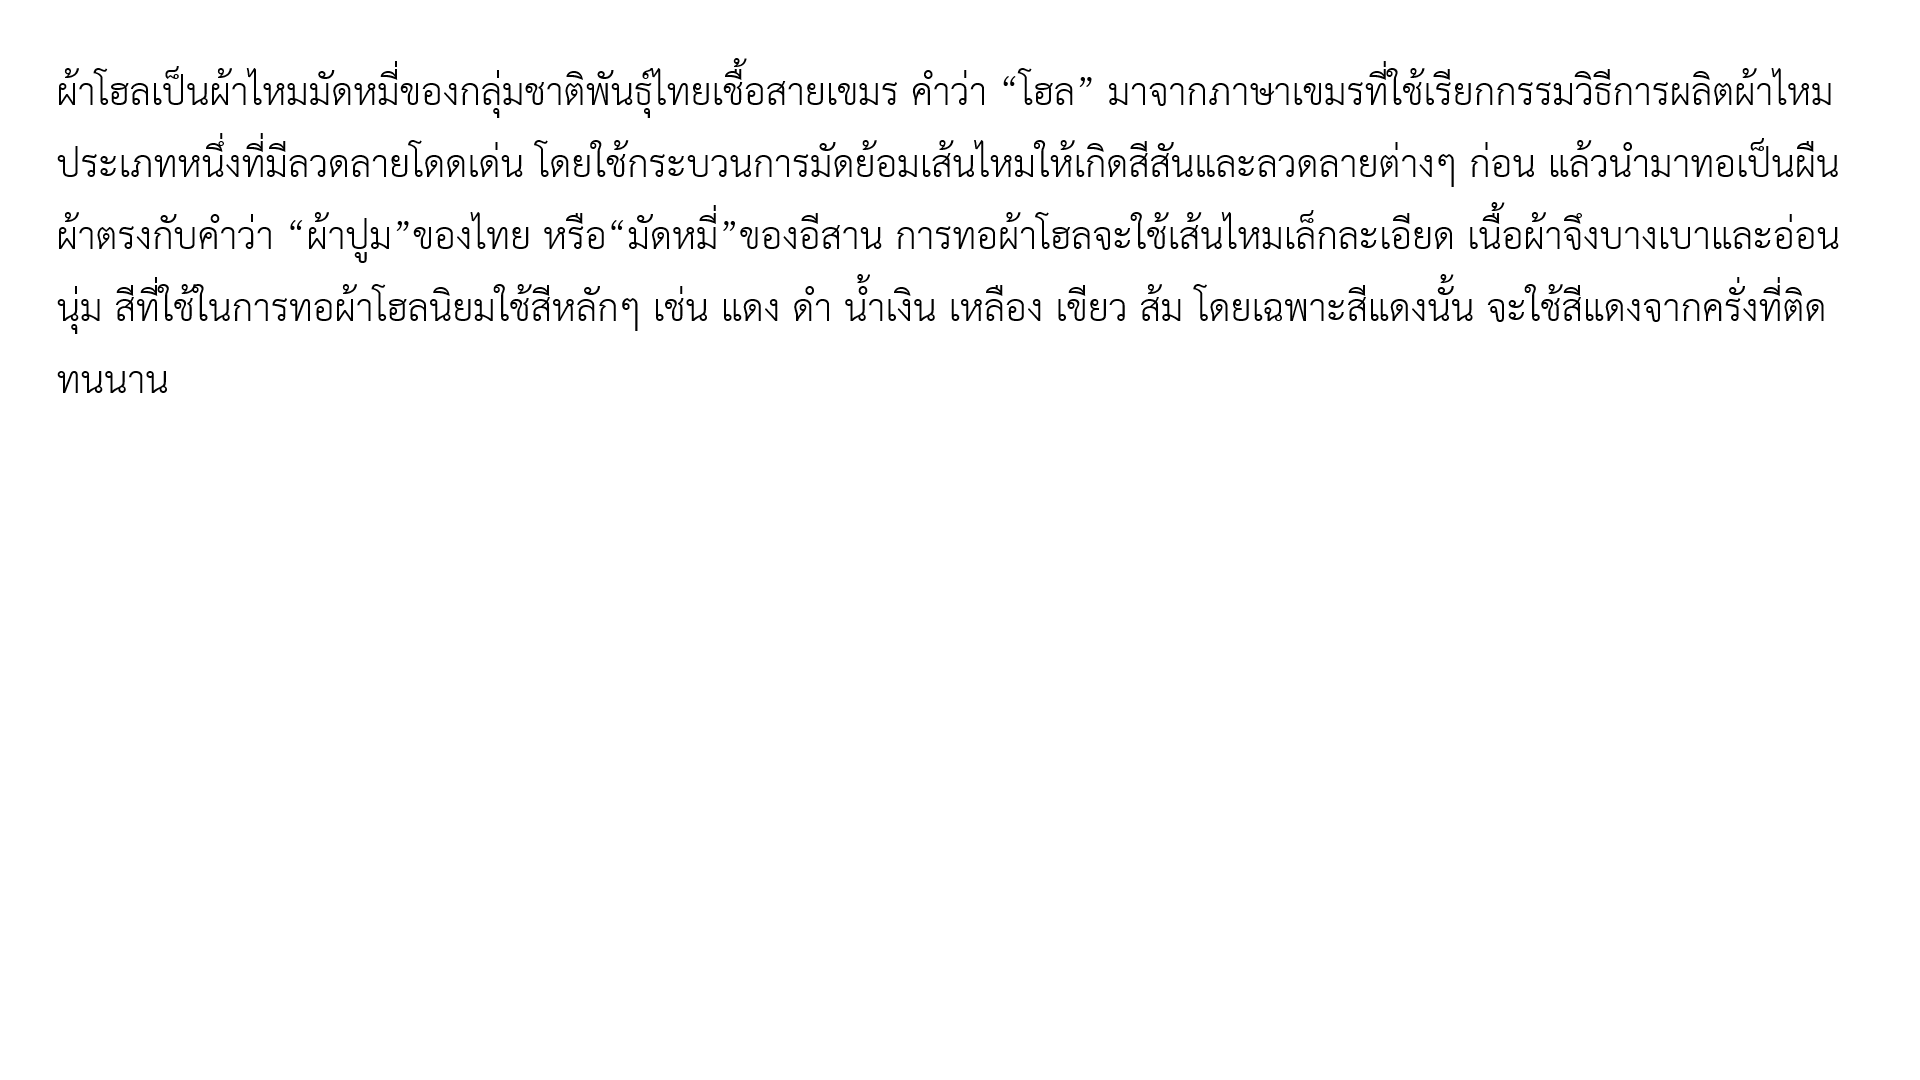 ผ้าโฮลเป็นผ้าไหมมัดหมี่ของกลุ่มชาติพันธุ์ไทยเชื้อสายเขมร คำว่า “โฮล” มาจากภาษาเขมรที่ใช้เรียกกรรมวิธีการผลิตผ้าไหม
ประเภทหนึ่งที่มีลวดลายโดดเด่น โดยใช้กระบวนการมัดย้อมเส้นไหมให้เกิดสีสันและลวดลายต่างๆ ก่อน แล้วนำมาทอเป็นผืน
ผ้าตรงกับคำว่า “ผ้าปูม”ของไทย หรือ“มัดหมี่”ของอีสาน การทอผ้าโฮลจะใช้เส้นไหมเล็กละเอียด เนื้อผ้าจึงบางเบาและอ่อน
นุ่ม สีที่ใช้ในการทอผ้าโฮลนิยมใช้สีหลักๆ เช่น แดง ดำ น้ำเงิน เหลือง เขียว ส้ม โดยเฉพาะสีแดงนั้น จะใช้สีแดงจากครั่งที่ติด
ทนนาน